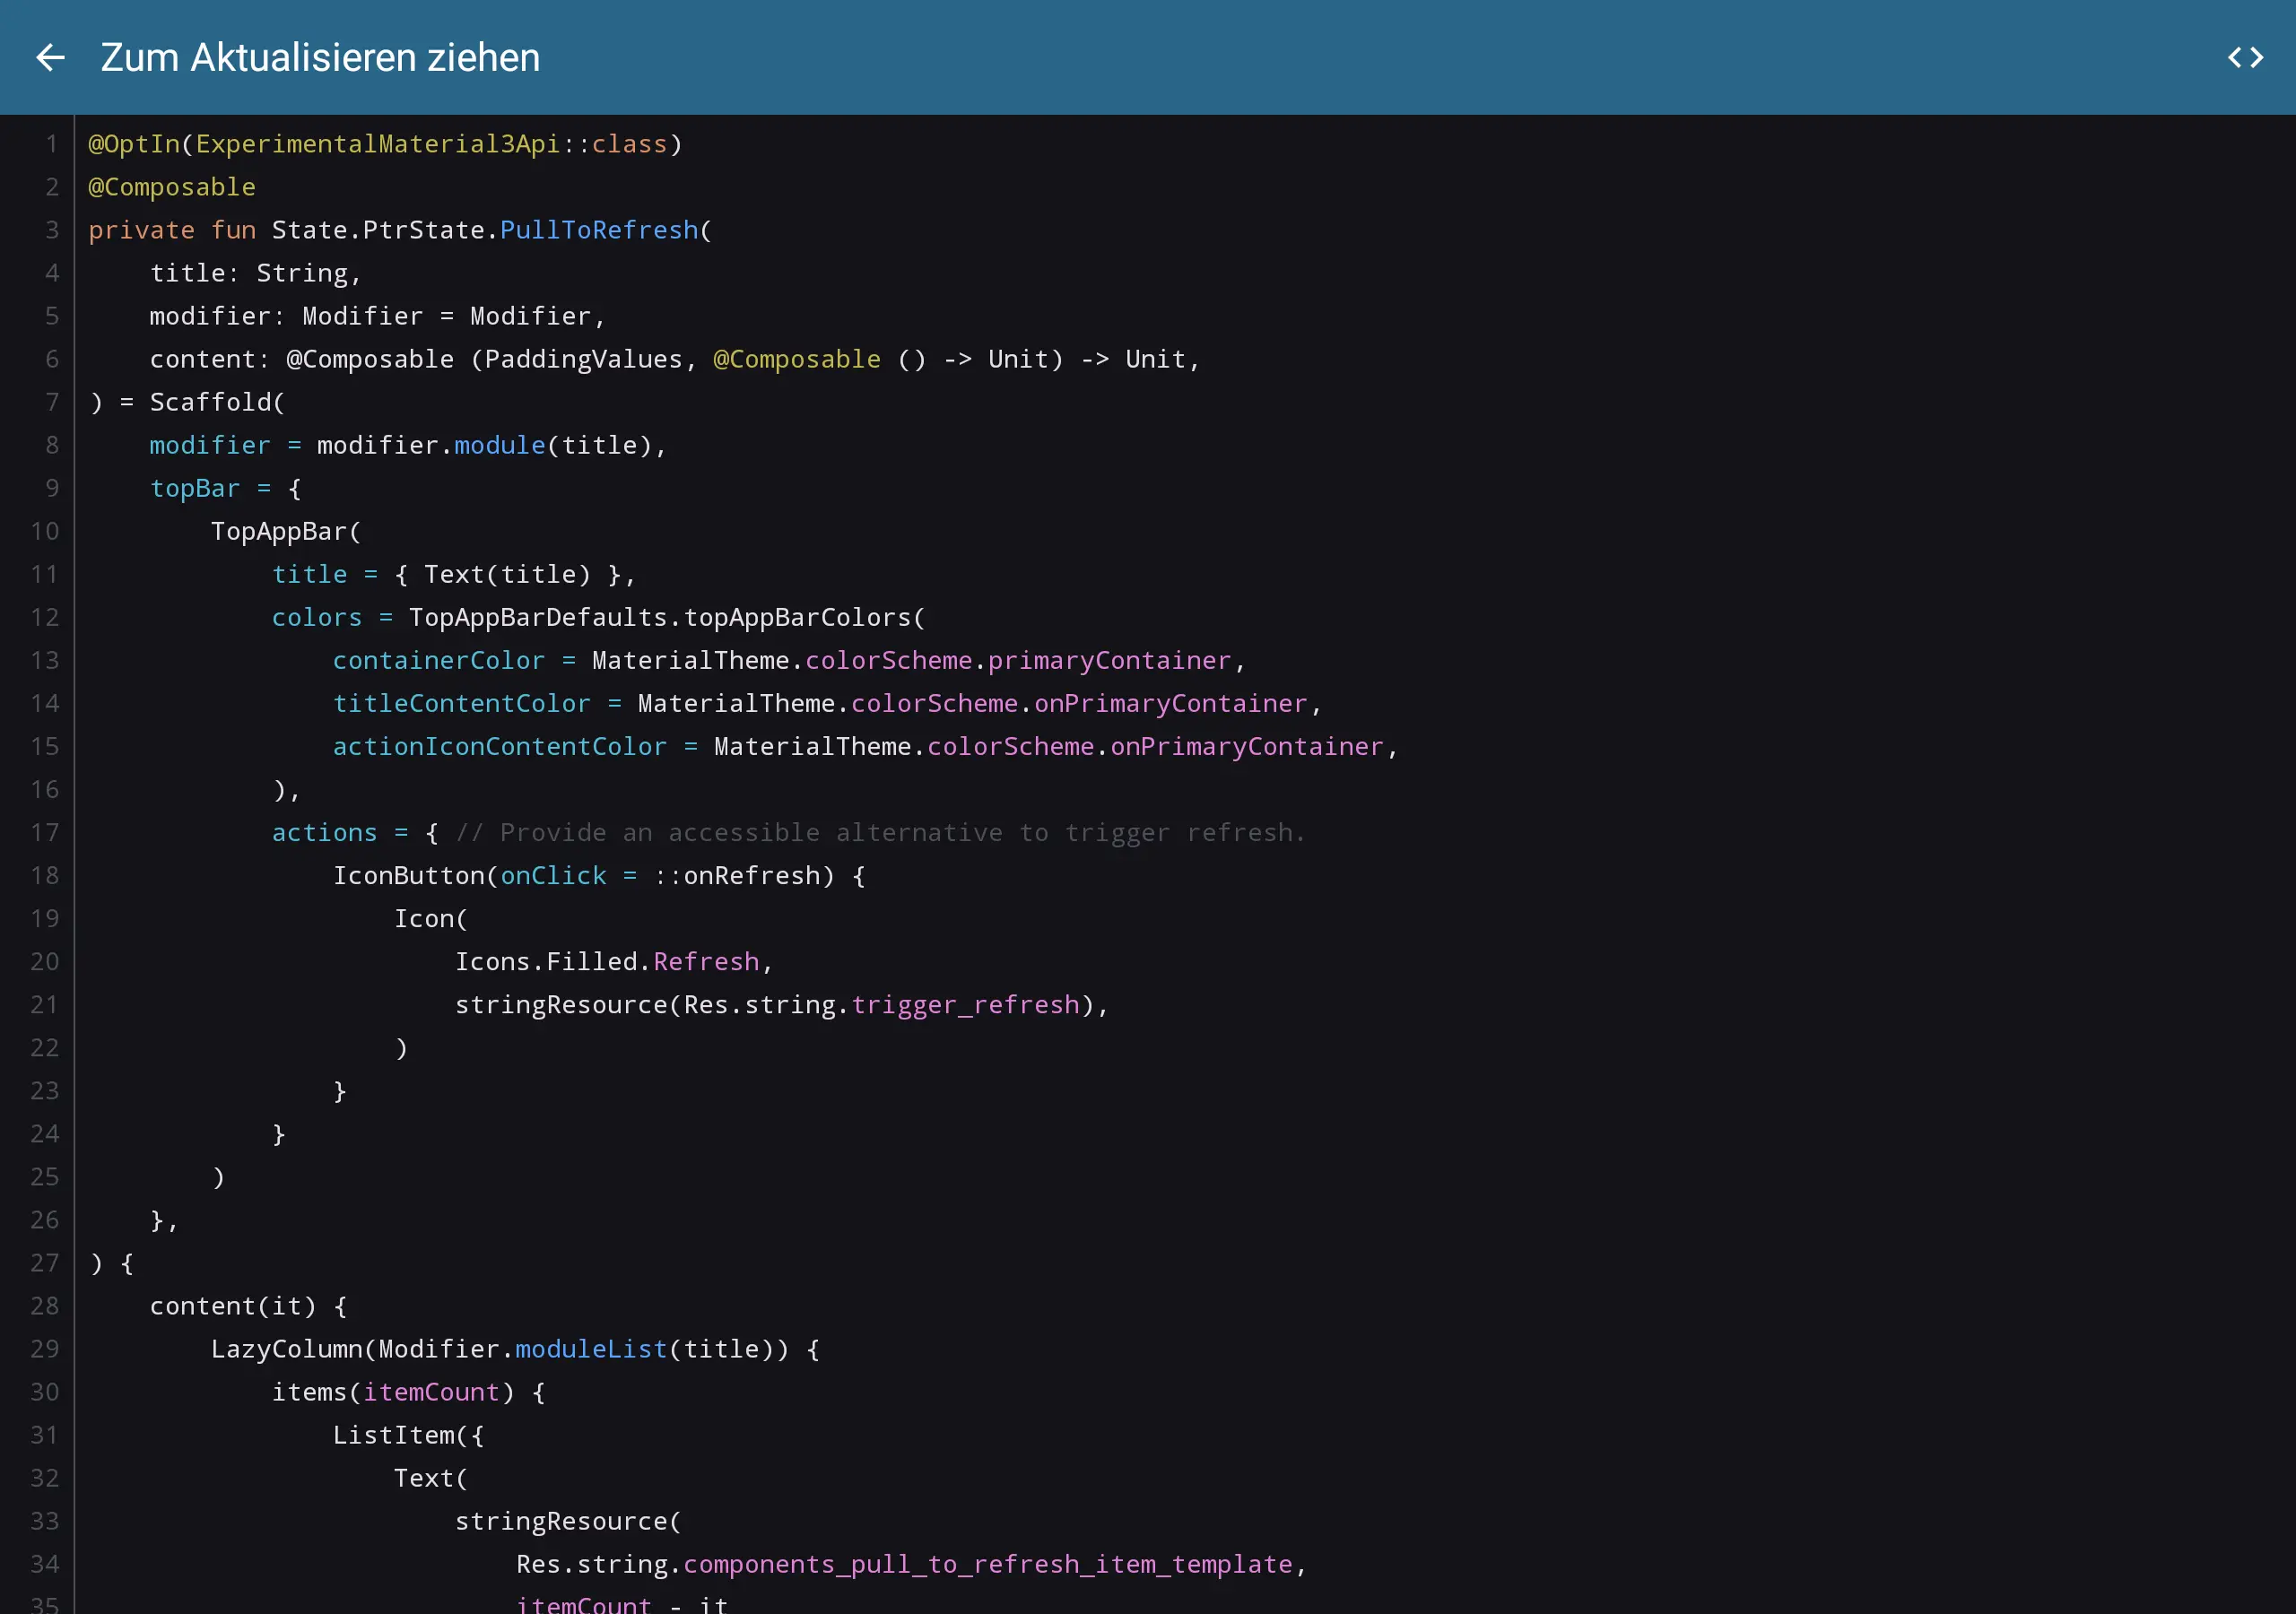 Zum Aktualisieren ziehen
1 @OptIn(ExperimentalMaterial3Api::class)
2 @Composable
3 private fun State.PtrState.PullToRefresh(
4     title: String,
5     modifier: Modifier = Modifier,
6     content: @Composable (PaddingValues, @Composable () -> Unit) -> Unit,
7 ) = Scaffold(
8     modifier = modifier.module(title),
9     topBar = {
10         TopAppBar(
11             title = { Text(title) },
12             colors = TopAppBarDefaults.topAppBarColors(
13                 containerColor = MaterialTheme.colorScheme.primaryContainer,
14                 titleContentColor = MaterialTheme.colorScheme.onPrimaryContainer,
15                 actionIconContentColor = MaterialTheme.colorScheme.onPrimaryContainer,
16             ),
17             actions = { // Provide an accessible alternative to trigger refresh.
18                 IconButton(onClick = ::onRefresh) {
19                     Icon(
20                         Icons.Filled.Refresh,
21                         stringResource(Res.string.trigger_refresh),
22                     )
23                 }
24             }
25         )
26     },
27 ) {
28     content(it) {
29         LazyColumn(Modifier.moduleList(title)) {
30             items(itemCount) {
31                 ListItem({
32                     Text(
33                         stringResource(
34                             Res.string.components_pull_to_refresh_item_template,
35                             itemCount - it